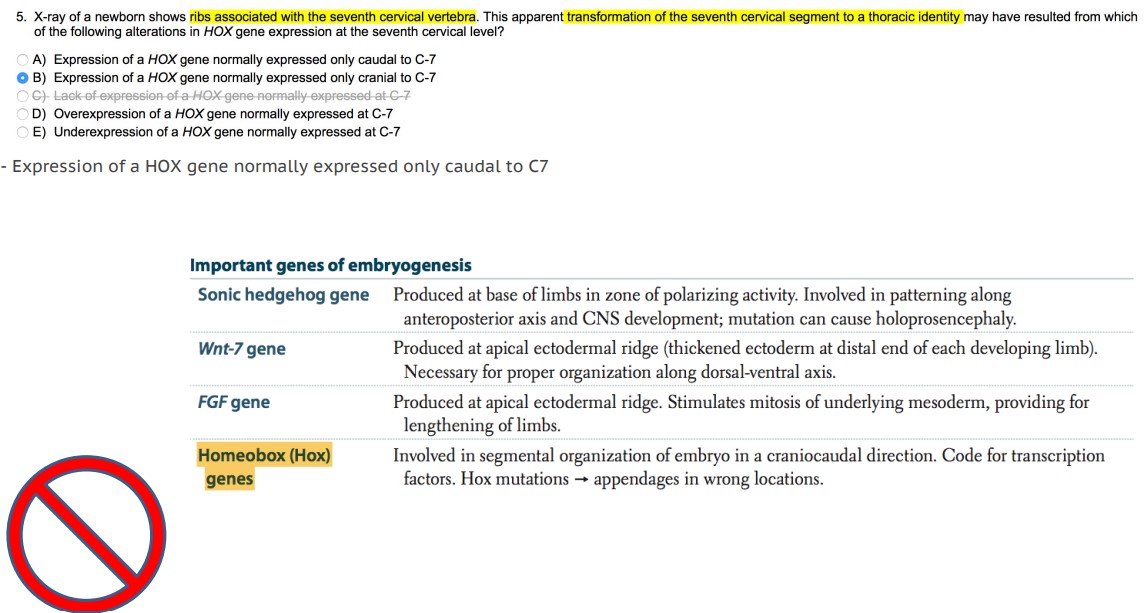 5. X-ray of a newborn shows ribs associated with the seventh cervical vertebra. This apparent transformation of the seventh cervical segment to a thoracic identity may have resulted from which
of the following alterations in HOX gene expression at the seventh cervical level?
A) Expression of a HOX gene normally expressed only caudal to C-7
B) Expression of a HOX gene normally expressed only cranial to C-7
C) Lack of expression of a HOX gene normally expressed at C-7
D) Overexpression of a HOX gene normally expressed at C-7
E) Underexpression of a HOX gene normally expressed at C-7
- Expression of a HOX gene normally expressed only caudal to C7
Important genes of embryogenesis
Sonic hedgehog gene Produced at base of limbs in zone of polarizing activity. Involved in patterning along
anteroposterior axis and CNS development; mutation can cause holoprosencephaly.
Wnt-7 gene Produced at apical ectodermal ridge (thickened ectoderm at distal end of each developing limb).
Necessary for proper organization along dorsal-ventral axis.
FGF gene Produced at apical ectodermal ridge. Stimulates mitosis of underlying mesoderm, providing for
lengthening of limbs.
Homeobox (Hox) Involved in segmental organization of embryo in a craniocaudal direction. Code for transcription
genes factors. Hox mutations → appendages in wrong locations.